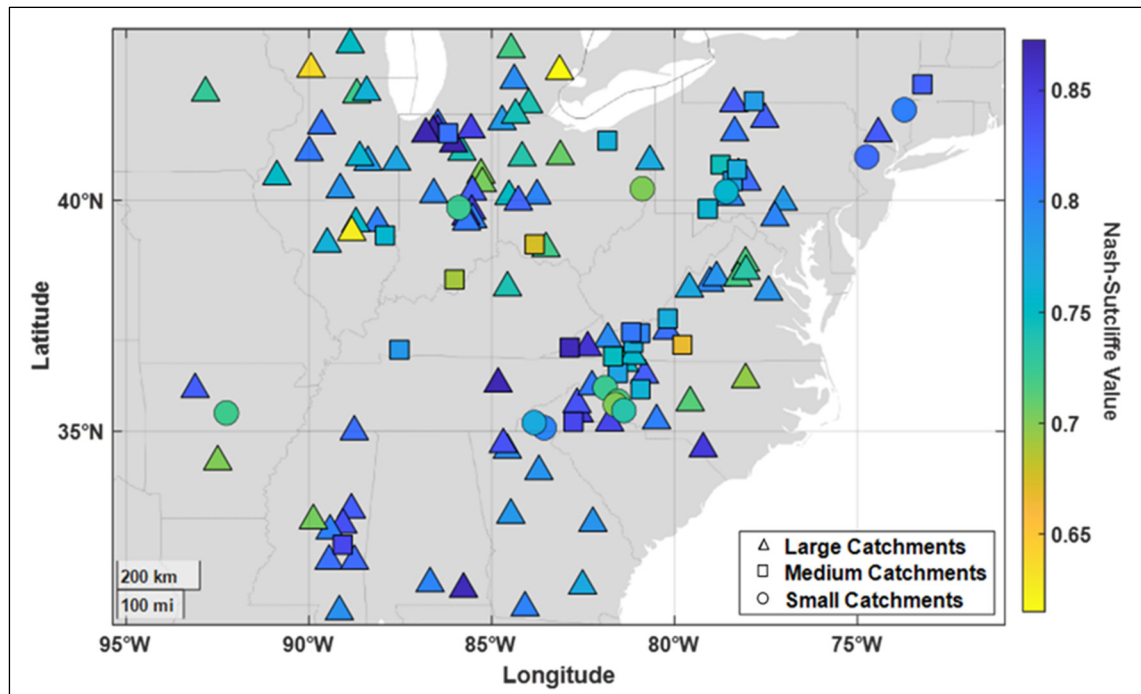 40°N
35°N
Latitude
200 km
100 mi
Large Catchments
Medium Catchments
Small Catchments
95°W 90°W 85°W 80°W 75°W
Longitude
0.85
0.8
0.75
0.7
0.65
Nash-Sutcliffe Value